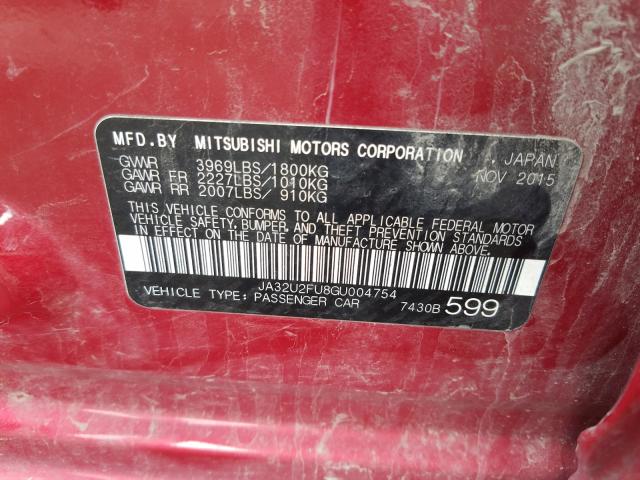 MFD.BY MITSUBISHI MOTORS CORPORATION , JAPAN
GVWR 3969LBS/1800KG NOV 2015
GAWR FR 2227LBS/1010KG
GAWR RR 2007LBS/ 910KG
THIS VEHICLE CONFORMS TO ALL APPLICABLE FEDERAL MOTOR
VEHICLE SAFETY, BUMPER, AND THEFT PREVENTION STANDARDS
IN EFFECT ON THE DATE OF MANUFACTURE SHOWN ABOVE.
JA32U2FU8GU004754
VEHICLE TYPE: PASSENGER CAR 7430B 599